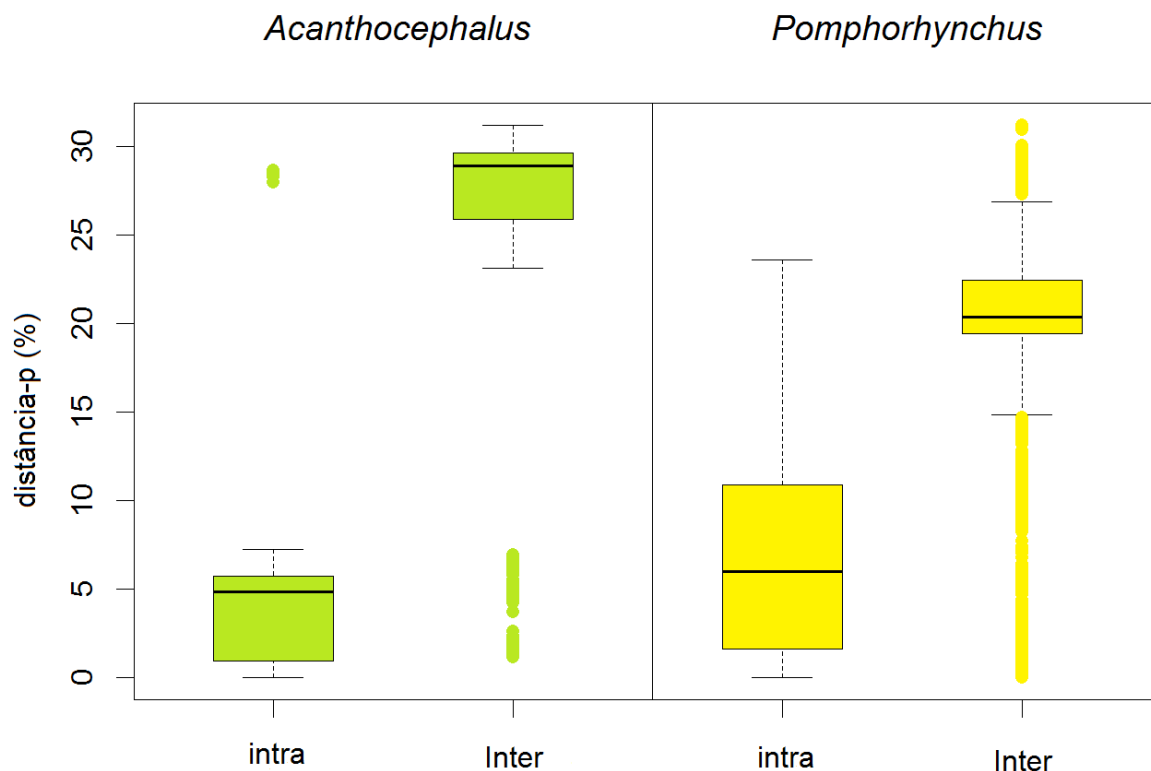 Acanthocephalus
Pomphorhynchus
distância-p (%)
30
25
20
15
10
5
0
intra
Inter
intra
Inter